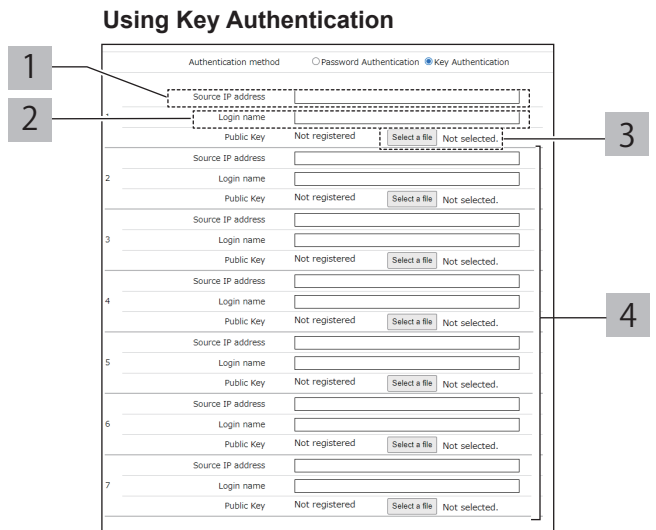 Using Key Authentication
Authentication method Password Authentication Key Authentication
1
Source IP address
2
1 Login name
Public Key Not registered Select a file Not selected.
3
Source IP address
2 Login name
Public Key Not registered Select a file Not selected.
Source IP address
3 Login name
Public Key Not registered Select a file Not selected.
Source IP address
4 Login name
4
Public Key Not registered Select a file Not selected.
Source IP address
5 Login name
Public Key Not registered Select a file Not selected.
Source IP address
6 Login name
Public Key Not registered Select a file Not selected.
Source IP address
7 Login name
Public Key Not registered Select a file Not selected.